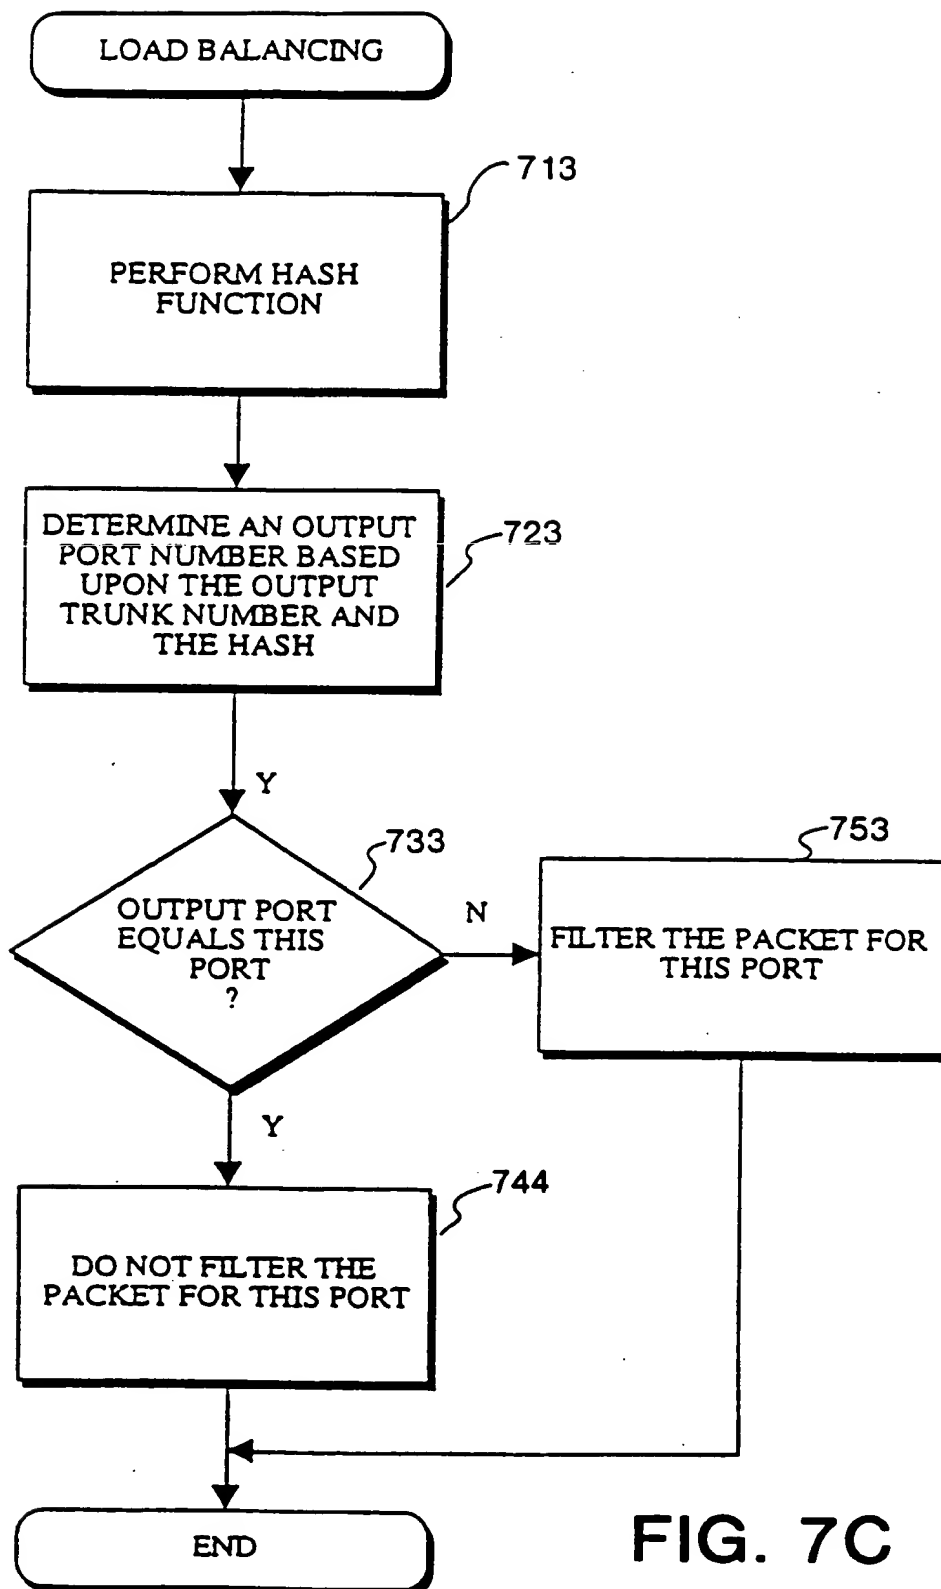 LOAD BALANCING
713
PERFORM HASH
FUNCTION
DETERMINE AN OUTPUT
PORT NUMBER BASED
UPON THE OUTPUT
TRUNK NUMBER AND
THE HASH
723
Y
733
OUTPUT PORT
EQUALS THIS
PORT
?
N
753
FILTER THE PACKET FOR
THIS PORT
Y
744
DO NOT FILTER THE
PACKET FOR THIS PORT
END
FIG. 7C